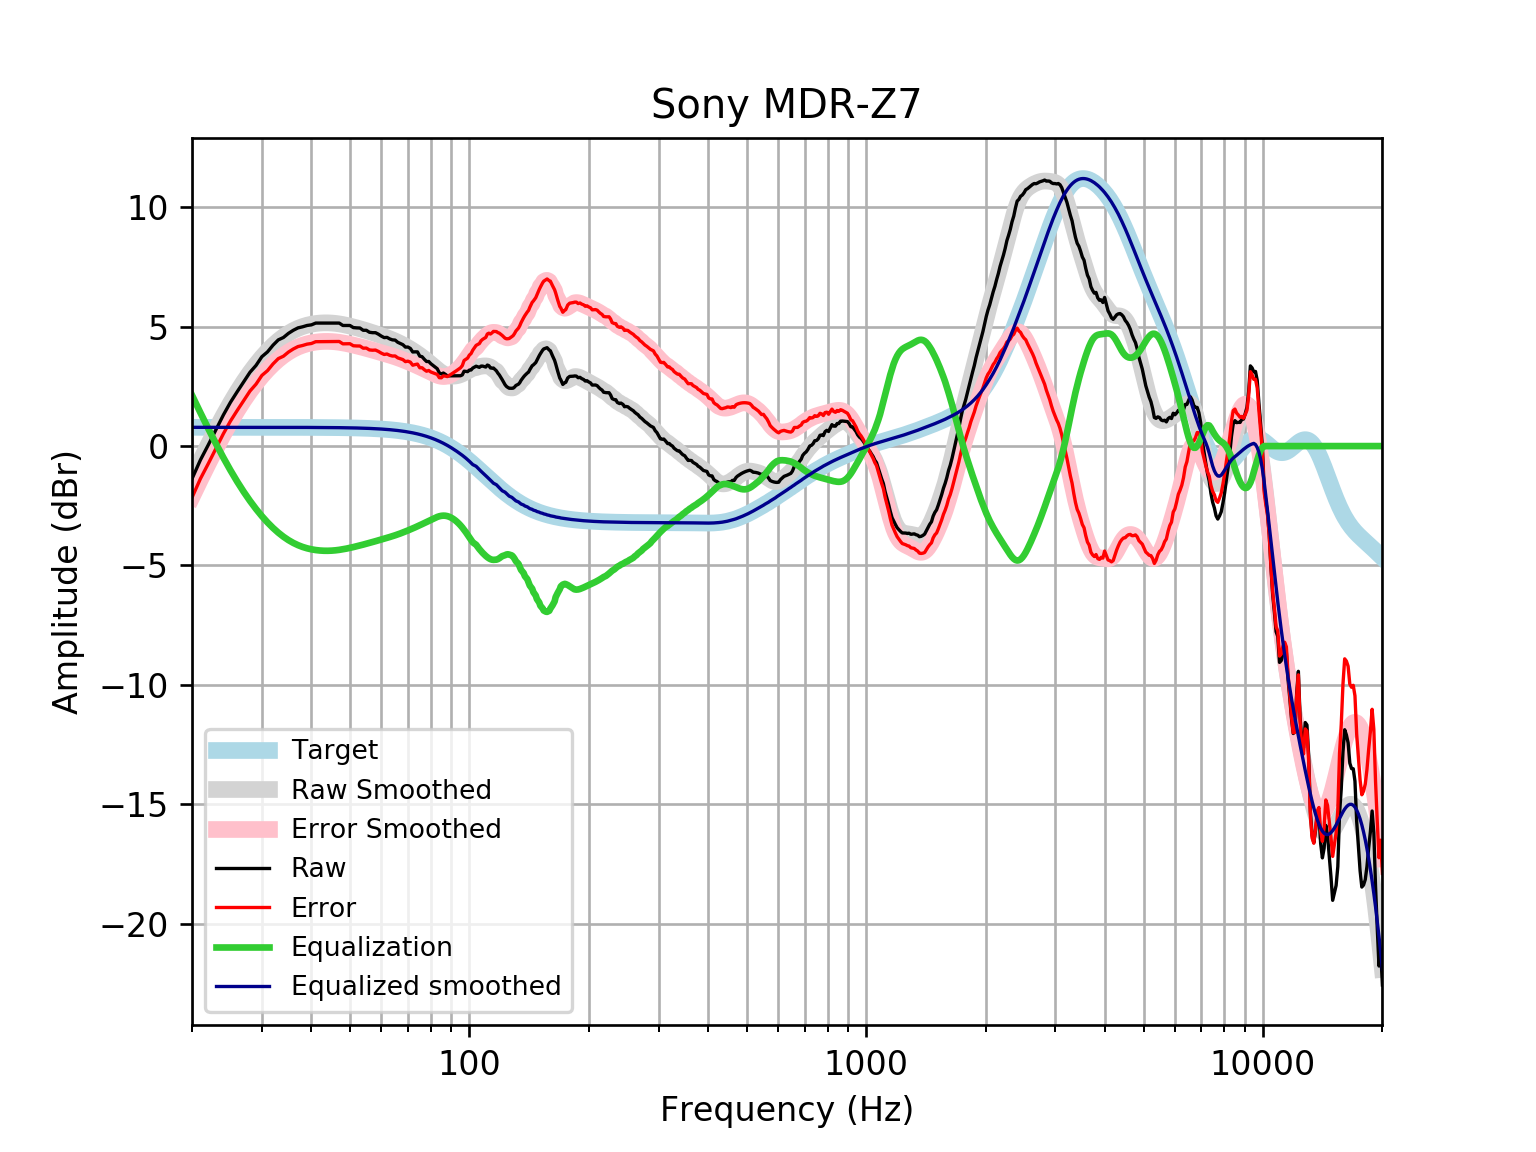 Sony MDR-Z7
Amplitude (dBr)
10
5
0
−5
−10
−15
−20
Target
Raw Smoothed
Error Smoothed
Raw
Error
Equalization
Equalized smoothed
100
1000
10000
Frequency (Hz)